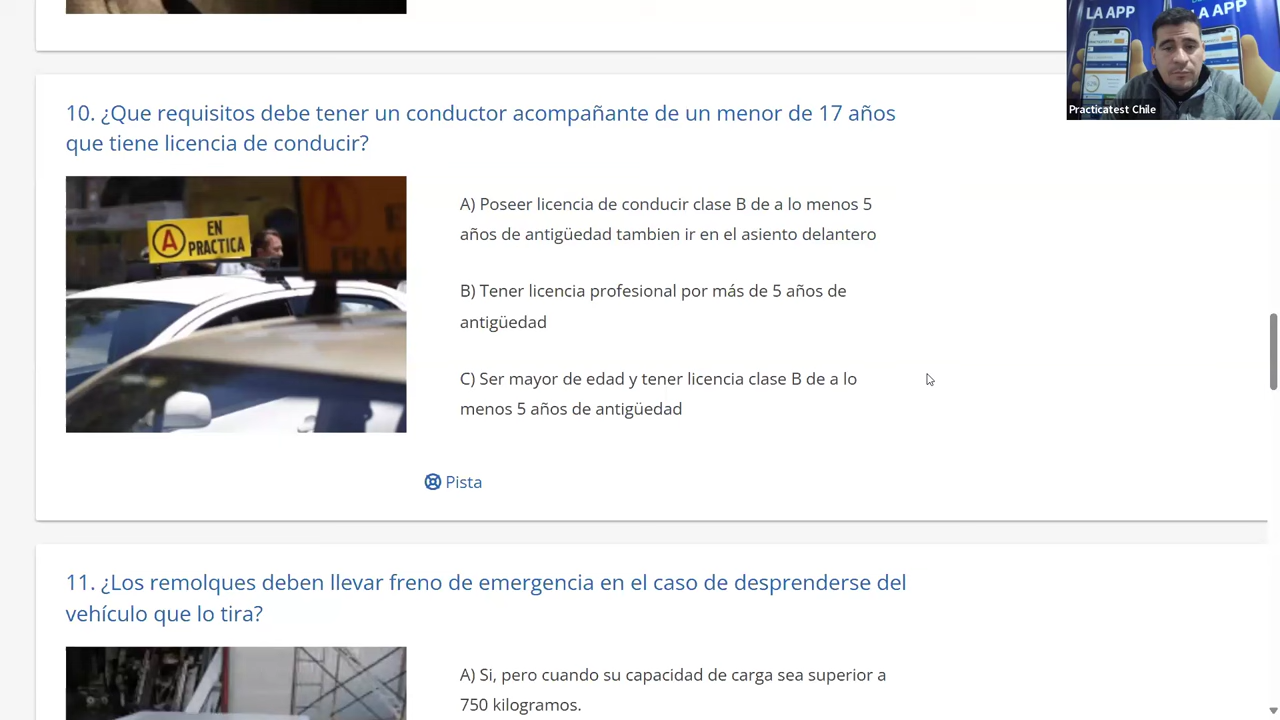 LA APP
LA APP
Practicatest Chile
10. ¿Que requisitos debe tener un conductor acompañante de un menor de 17 años
que tiene licencia de conducir?
A EN
PRACTICA
A) Poseer licencia de conducir clase B de a lo menos 5
años de antigüedad tambien ir en el asiento delantero
B) Tener licencia profesional por más de 5 años de
antigüedad
C) Ser mayor de edad y tener licencia clase B de a lo
menos 5 años de antigüedad
Pista
11. ¿Los remolques deben llevar freno de emergencia en el caso de desprenderse del
vehículo que lo tira?
A) Si, pero cuando su capacidad de carga sea superior a
750 kilogramos.